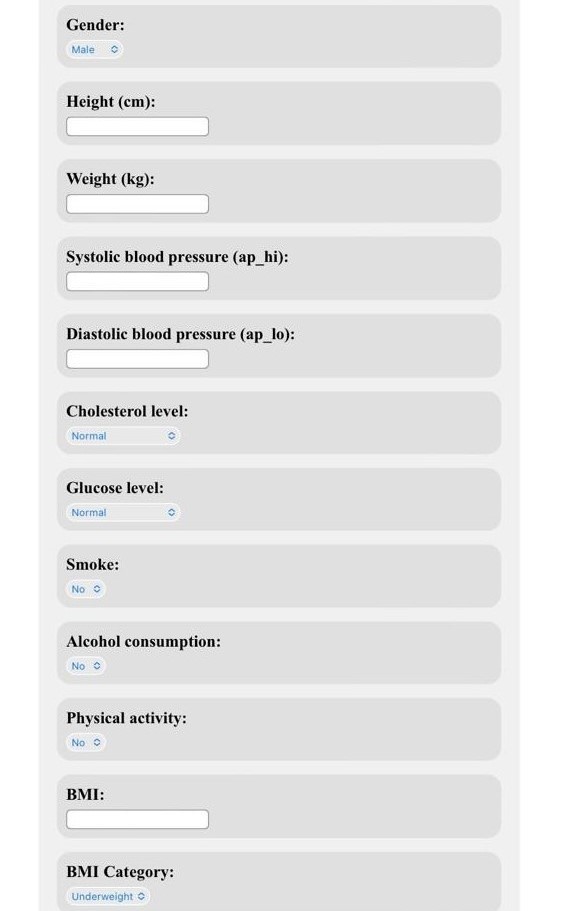 Gender:
Male
Height (cm):
Weight (kg):
Systolic blood pressure (ap_hi):
Diastolic blood pressure (ap_lo):
Cholesterol level:
Normal
Glucose level:
Normal
Smoke:
No
Alcohol consumption:
No
Physical activity:
No
BMI:
BMI Category:
Underweight